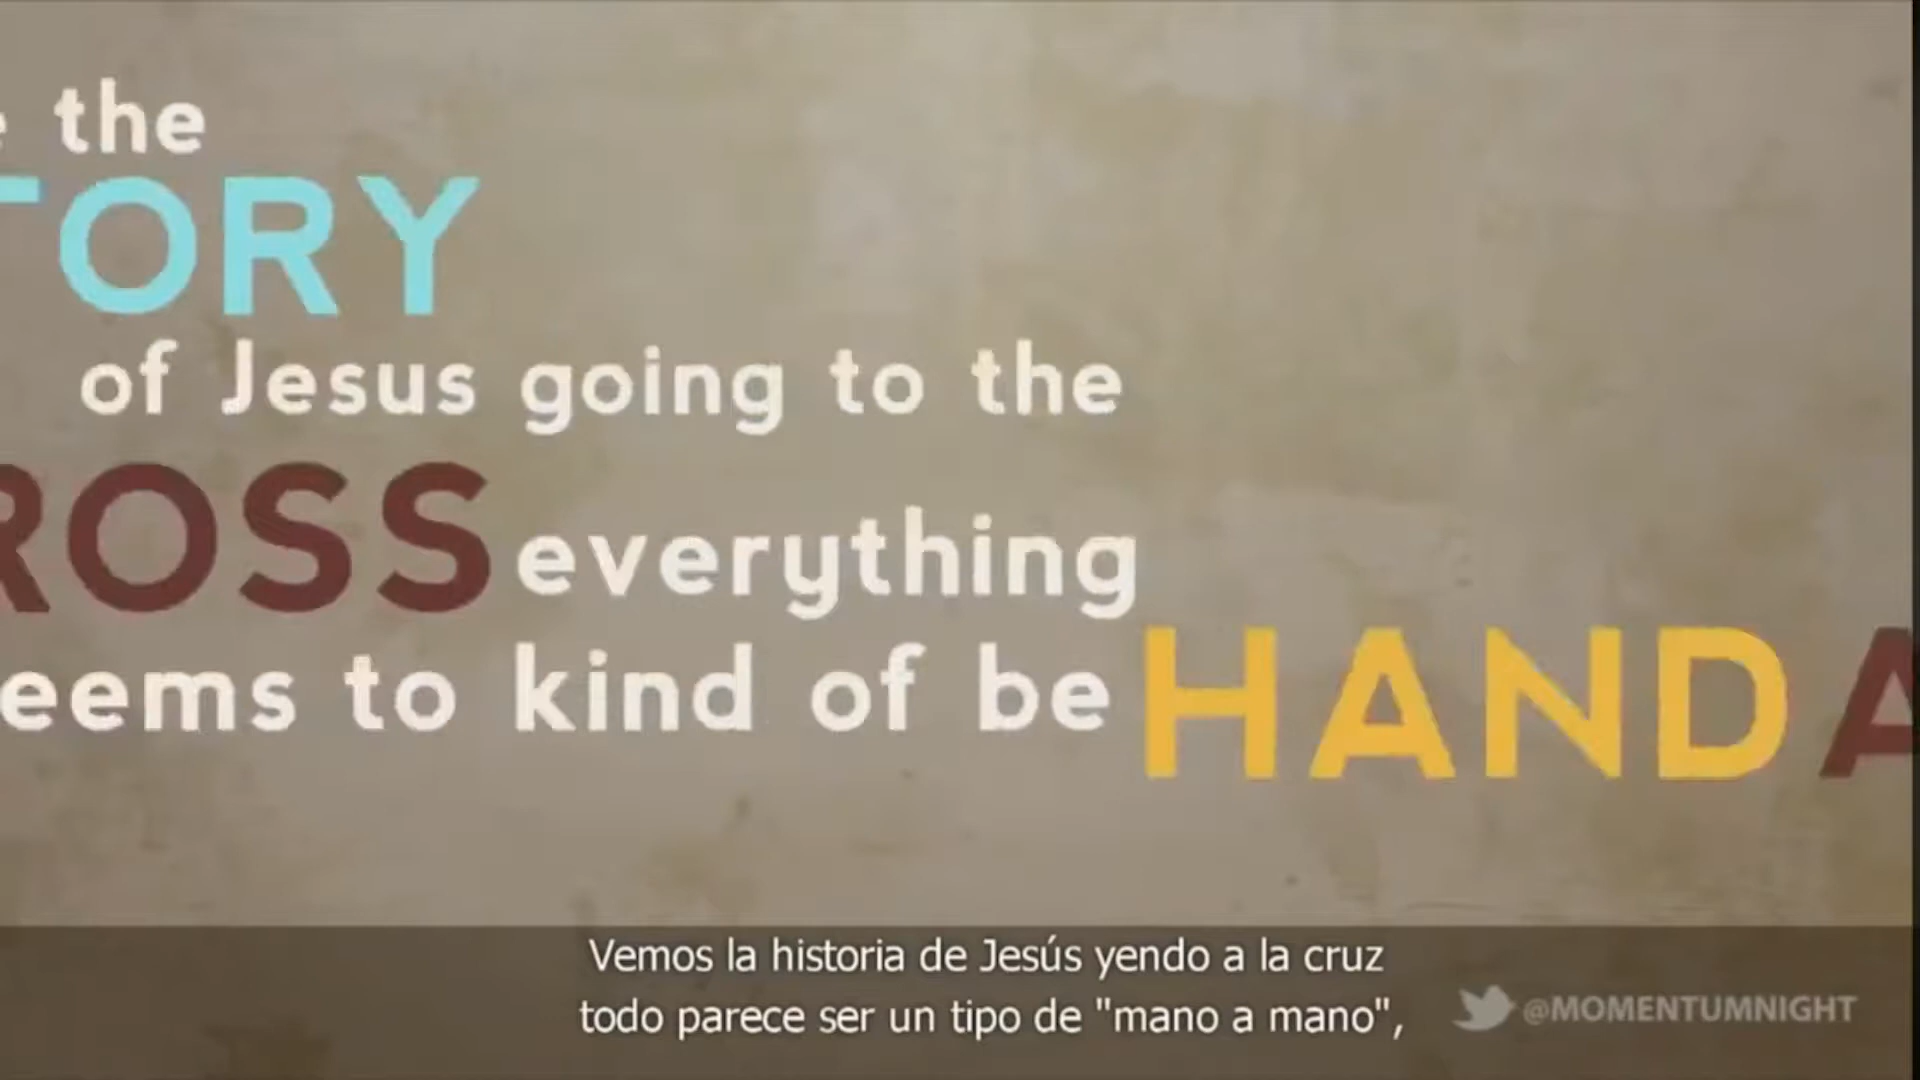 the
TORY
of Jesus going to the
ROSS everything
eems to kind of be HAND A
Vemos la historia de Jesús yendo a la cruz
todo parece ser un tipo de "mano a mano",
@MOMENTUMNIGHT